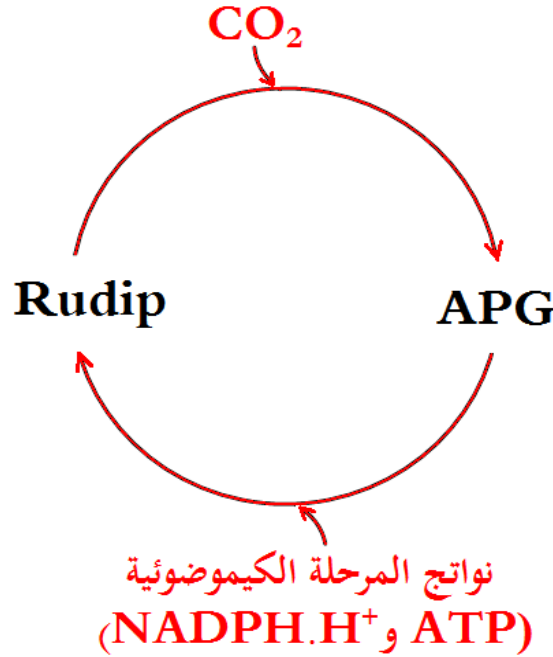 CO₂
Rudip
APG
نواتج المرحلة الكيموضوئية
(ATP و NADPH.H⁺)